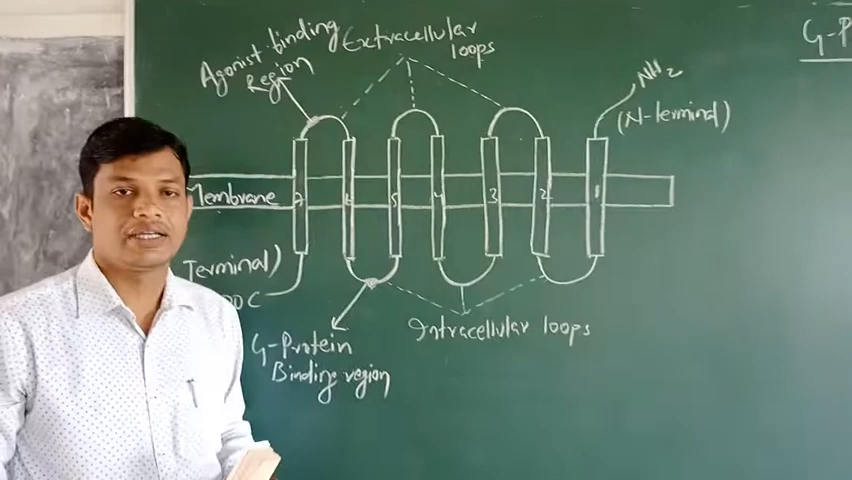 G-P
Agonist binding
Region
Extracellular
loops
NH2
(N-terminal)
Membrane
7 6 5 4 3 2 1
Terminal)
OOC
G-Protein
Binding region
Intracellular loops